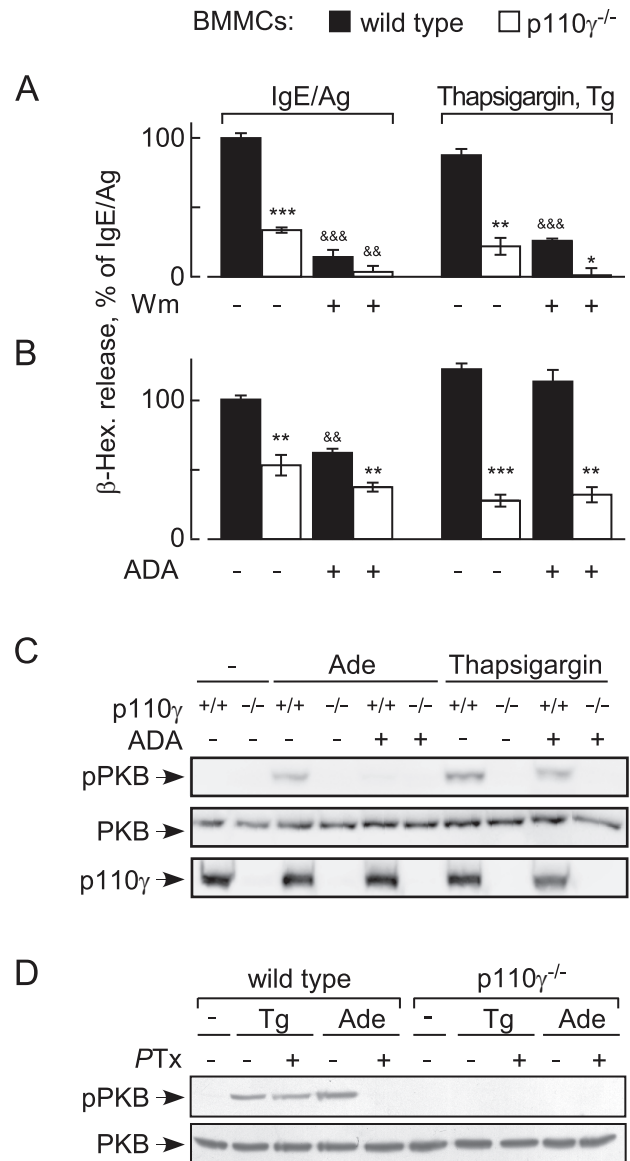 BMMCs: wild type p110γ-/-
A
IgE/Ag Thapsigargin, Tg
β-Hex. release, % of IgE/Ag
100
*** &&& && ** &&& *
0
Wm - - + + - - + +
B
100
** && ** *** **
0
ADA - - + + - - + +
C
- Ade Thapsigargin
p110γ +/+ -/- +/+ -/- +/+ -/- +/+ -/- +/+ -/-
ADA - - - - + + - - + +
pPKB
PKB
p110γ
D
wild type p110γ-/-
- Tg Ade - Tg Ade
PTx - - + - + - - + - +
pPKB
PKB